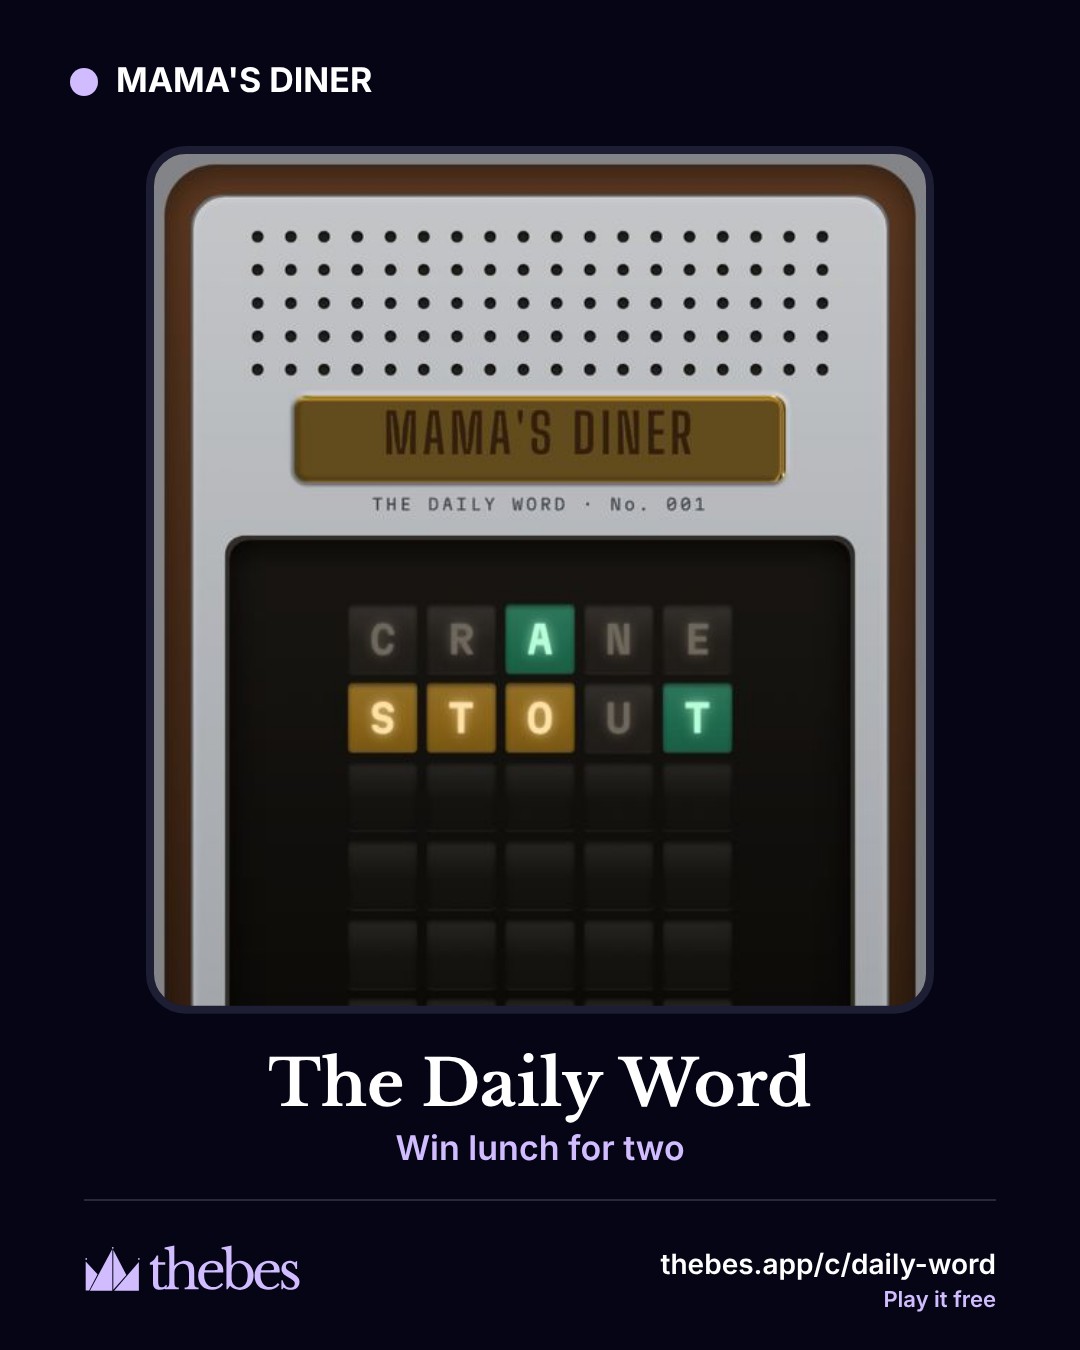 MAMA'S DINER
MAMA'S DINER
THE DAILY WORD · No. 001
C R A N E
S T O U T
The Daily Word
Win lunch for two
thebes
thebes.app/c/daily-word
Play it free